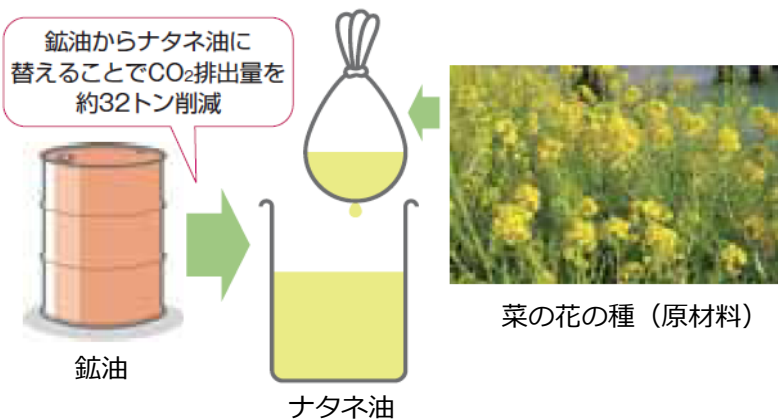 鉱油からナタネ油に
替えることでCO₂排出量を
約32トン削減
鉱油
ナタネ油
菜の花の種（原材料）